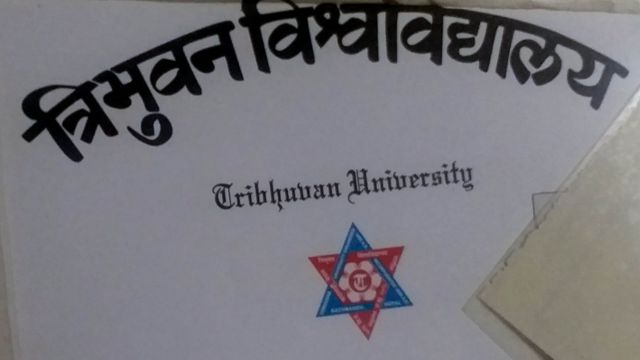 त्रिभुवन विश्वविद्यालय
Tribhuvan University